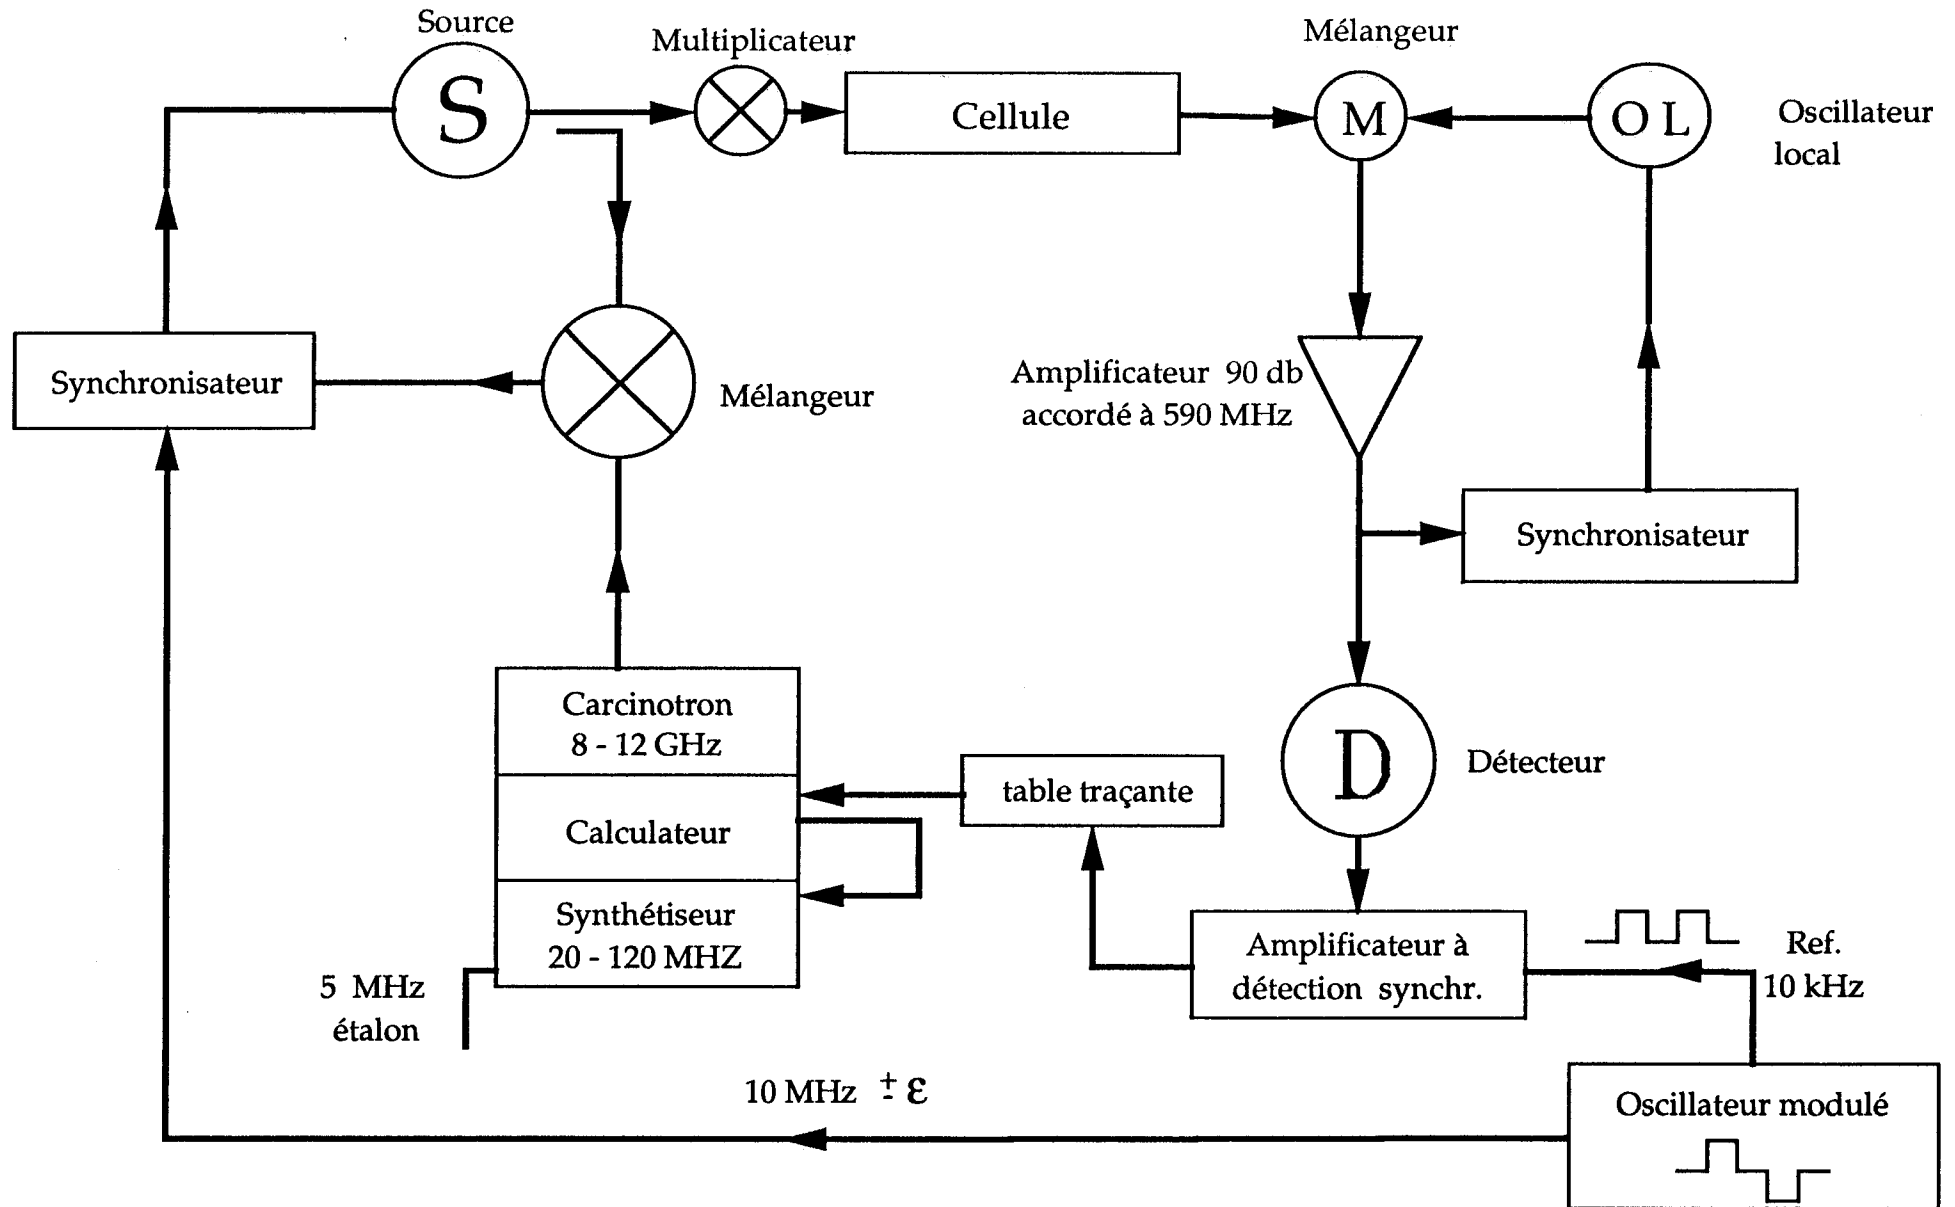 Source
Multiplicateur
Mélangeur
S
Cellule
M
O L
Oscillateur
local
Synchronisateur
Mélangeur
Amplificateur 90 db
accordé à 590 MHz
Synchronisateur
Carcinotron
8 - 12 GHz
table traçante
D
Détecteur
Calculateur
Synthétiseur
20 - 120 MHZ
Amplificateur à
détection synchr.
Ref.
10 kHz
5 MHz
étalon
10 MHz ± ε
Oscillateur modulé